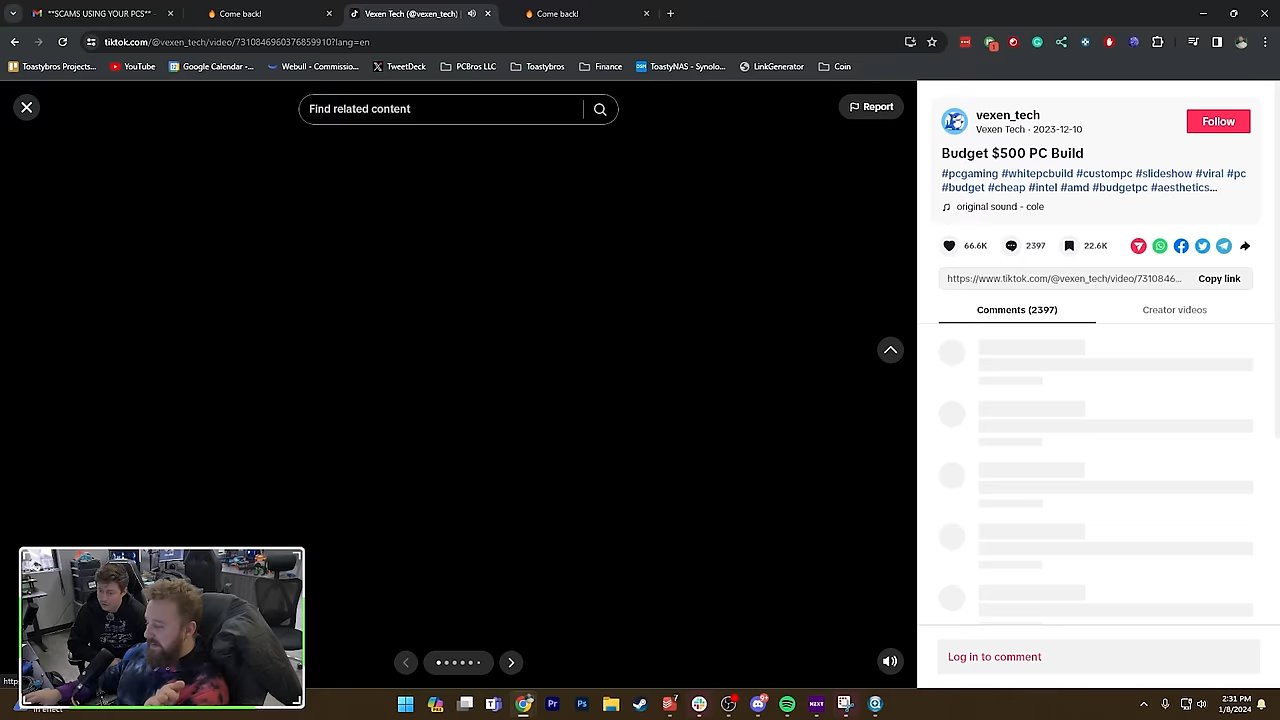 **SCAMS USING YOUR PCS** -
Come back!
Vexen Tech (@vexen_tech)
Come back!
tiktok.com/@vexen_tech/video/7310846960376859910?lang=en
Toastybros Projects...
YouTube
Google Calendar -...
Webull - Commissio...
TweetDeck
PCBros LLC
Toastybros
Finance
ToastyNAS - Synolo...
LinkGenerator
Coin
Find related content
Report
vexen_tech
Vexen Tech · 2023-12-10
Follow
Budget $500 PC Build
#pcgaming #whitepcbuild #custompc #slideshow #viral #pc
#budget #cheap #intel #amd #budgetpc #aesthetics...
original sound - cole
66.6K
2397
22.6K
https://www.tiktok.com/@vexen_tech/video/7310846...
Copy link
Comments (2397)
Creator videos
Log in to comment
http
In effect
2:31 PM
1/8/2024